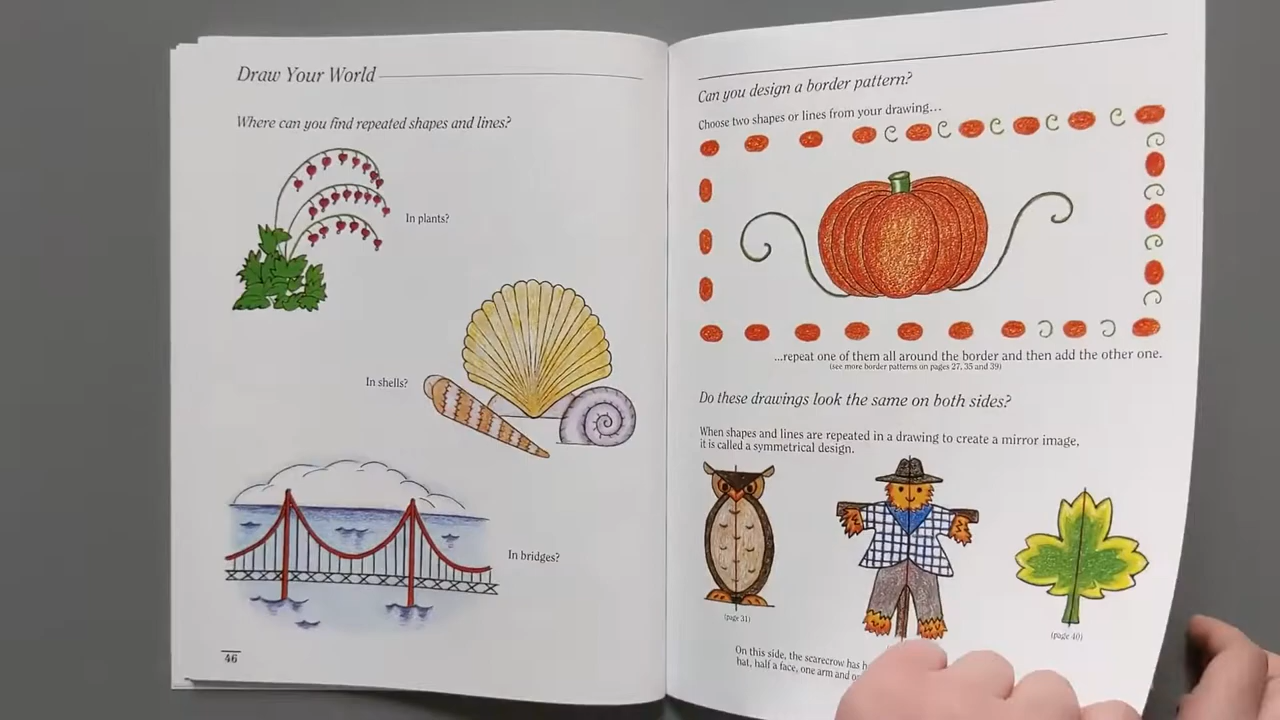 Draw Your World
Where can you find repeated shapes and lines?
In plants?
In shells?
In bridges?
46
Can you design a border pattern?
Choose two shapes or lines from your drawing...
...repeat one of them all around the border and then add the other one.
(see more border patterns on pages 27, 35 and 39)
Do these drawings look the same on both sides?
When shapes and lines are repeated in a drawing to create a mirror image,
it is called a symmetrical design.
(page 31)
(page 40)
On this side, the scarecrow has
hat, half a face, one arm and